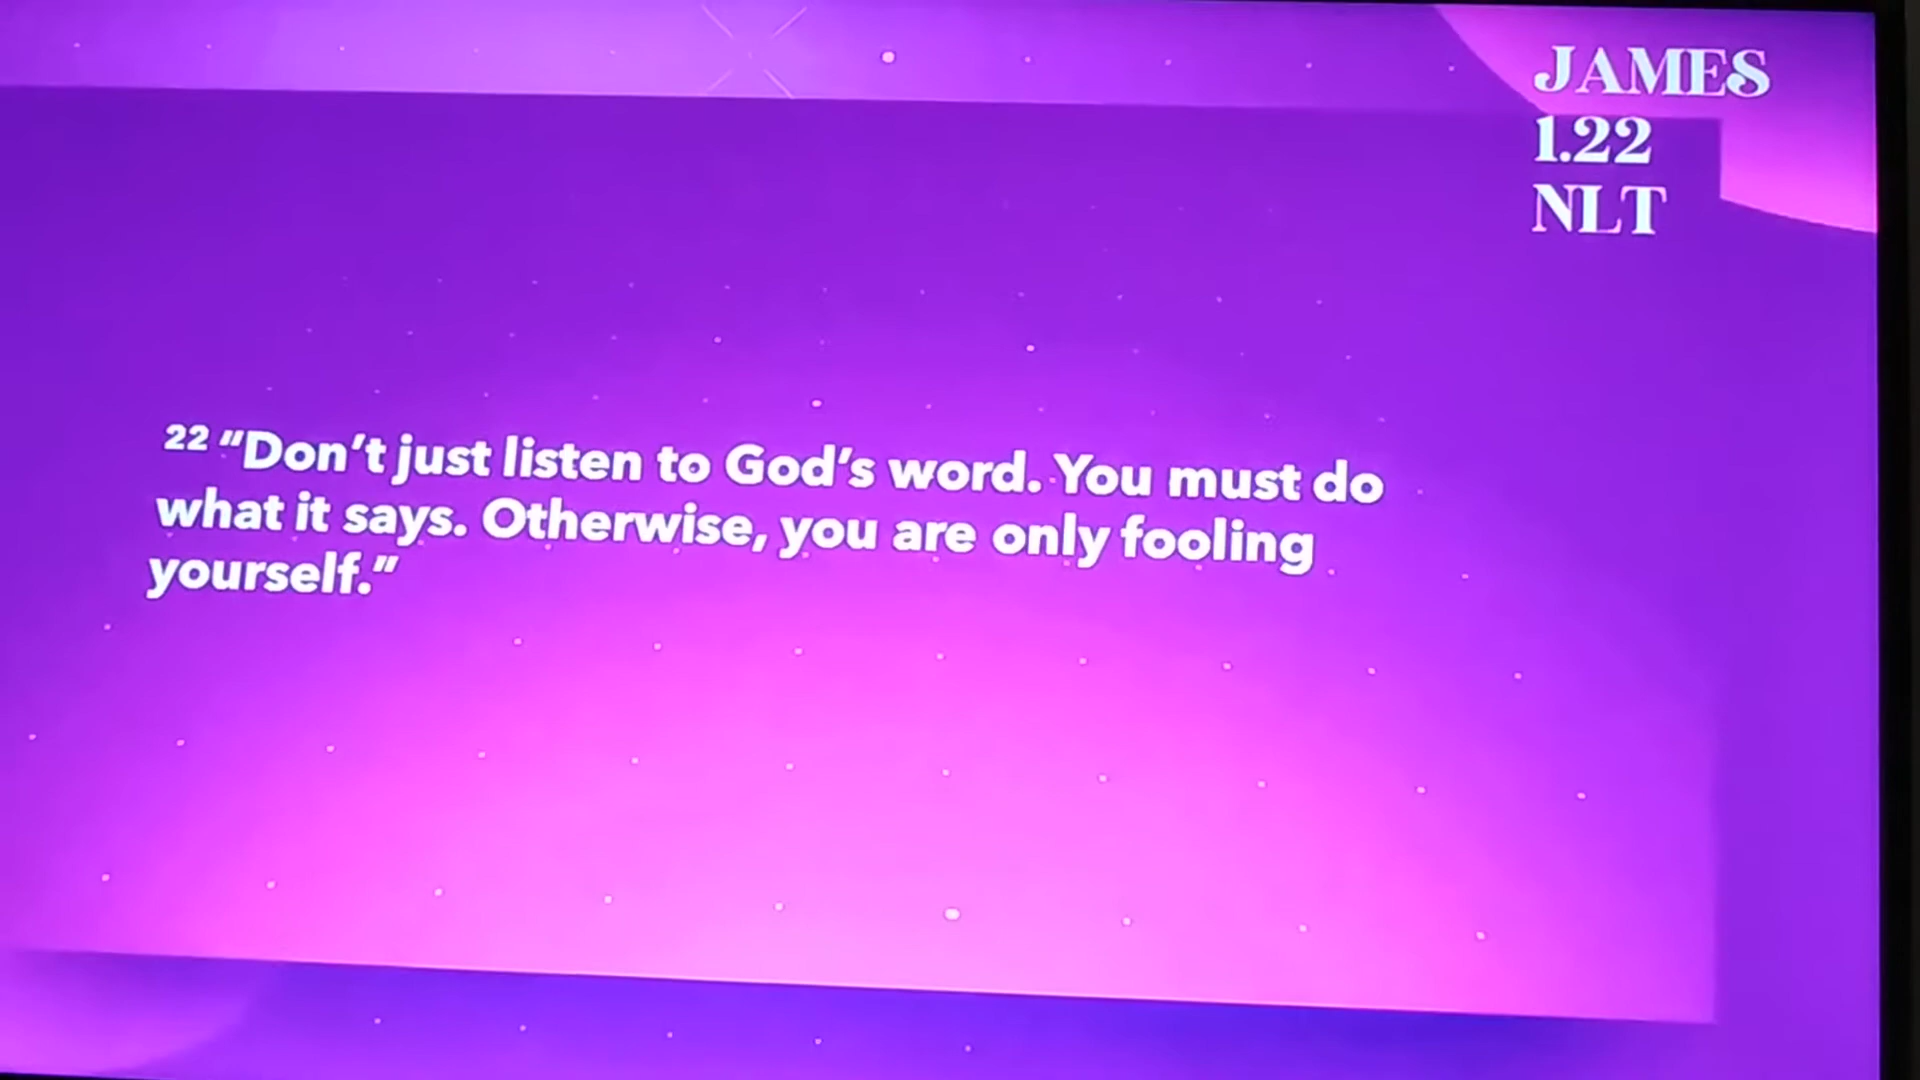 JAMES
1.22
NLT
22 "Don't just listen to God's word. You must do
what it says. Otherwise, you are only fooling
yourself."